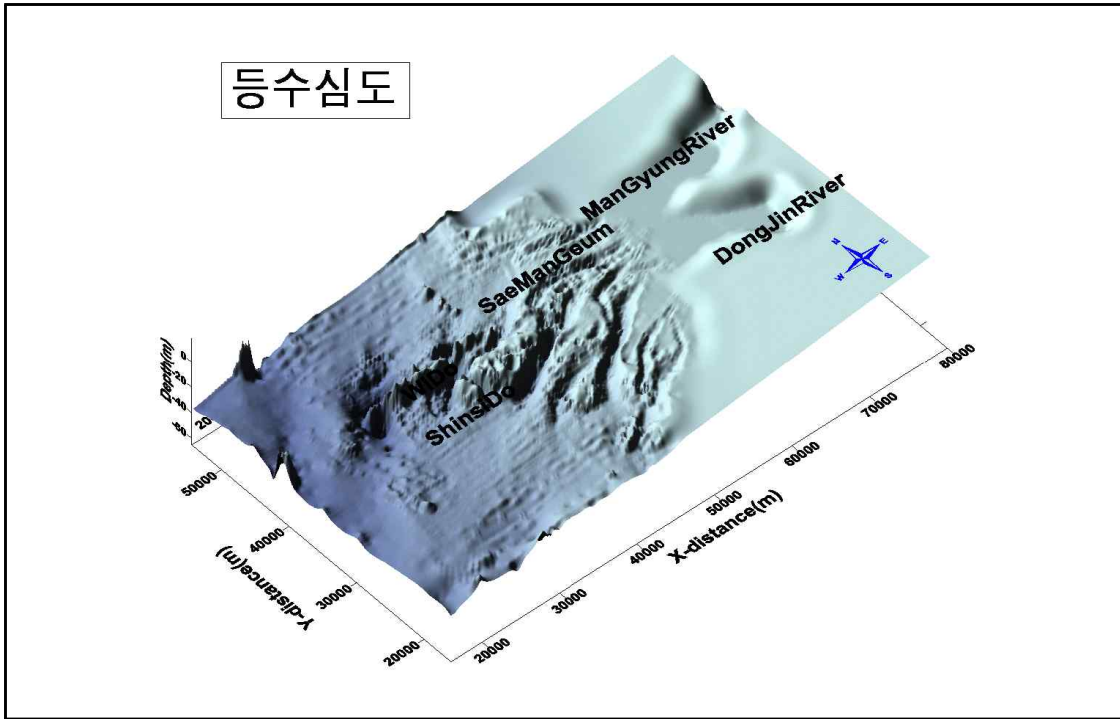 등수심도
ManGyungRiver
DongJinRiver
SaeManGeum
ShinsiDo
N
E
W
S
Depth(m)
0
-20
-40
-60
20
50000
40000
30000
20000
Y-distance(m)
20000
30000
40000
50000
60000
70000
80000
X-distance(m)